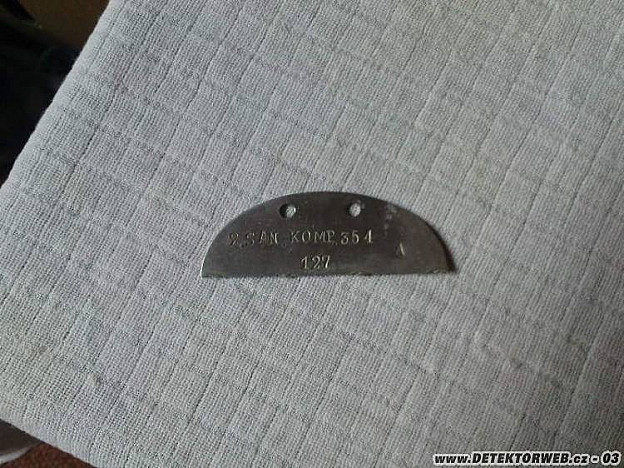 2.SAN KOMP.354
127 A
www.DETEKTORWEB.cz - 03